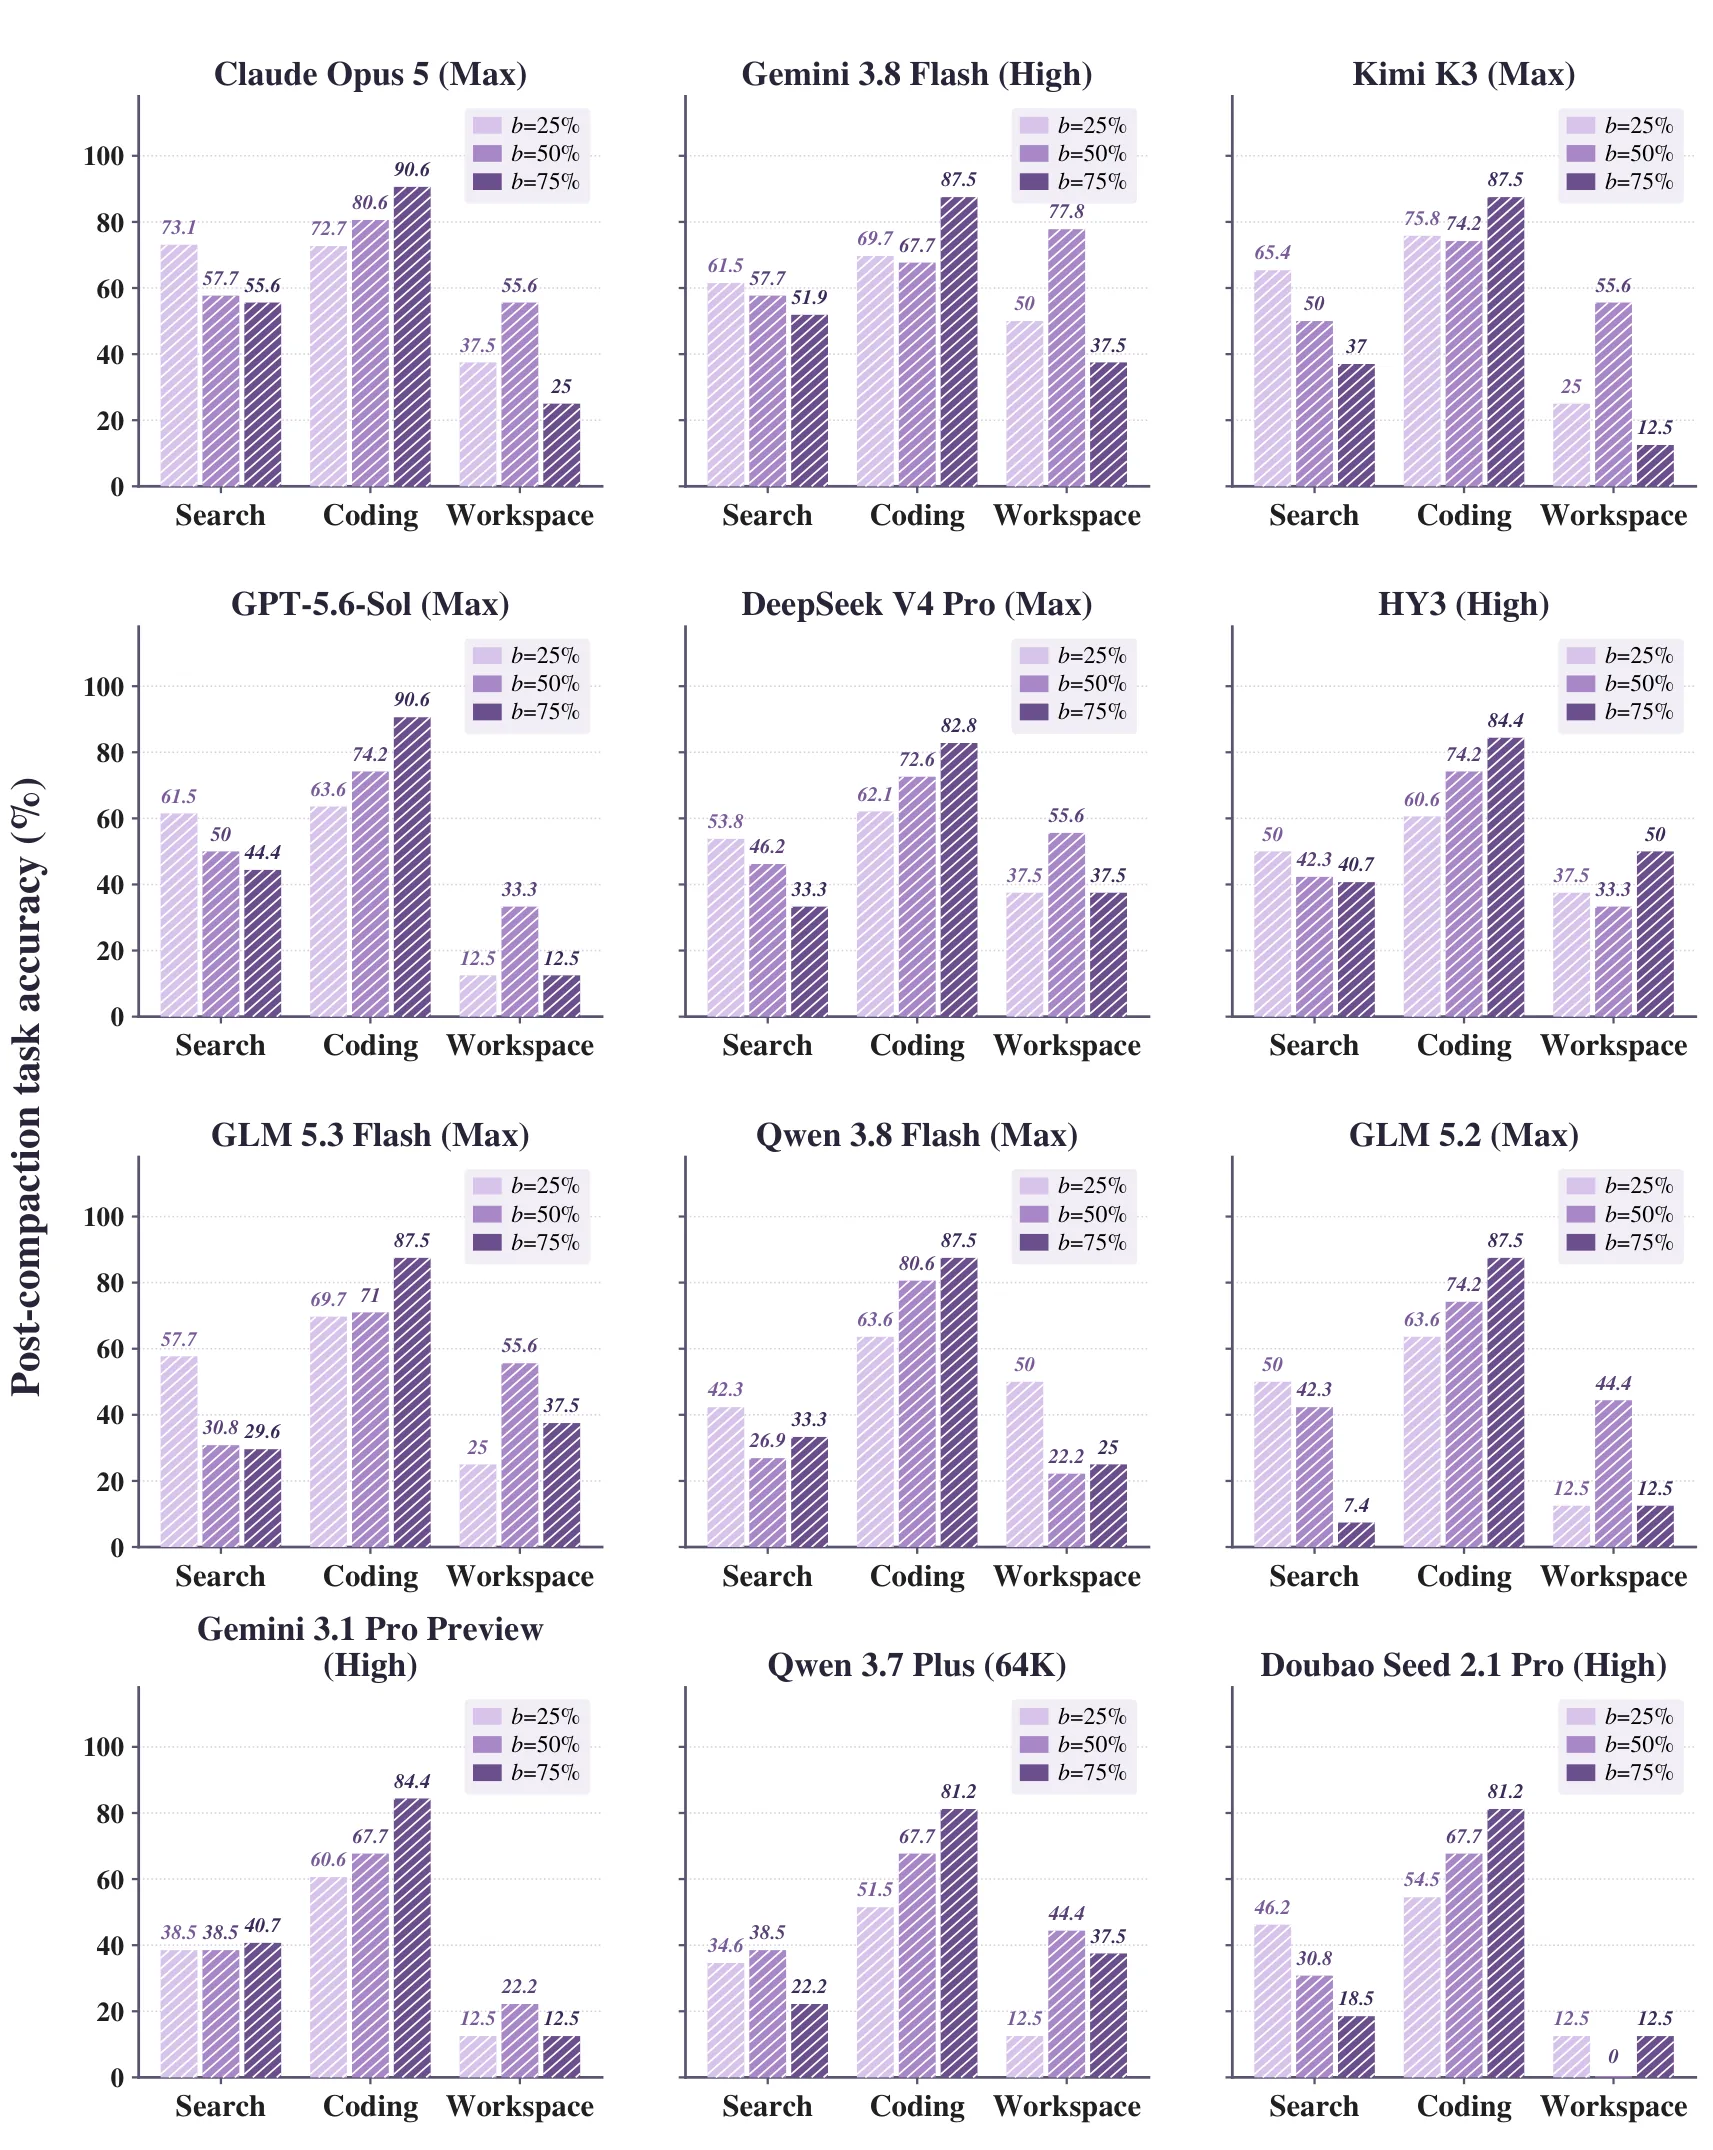 Post-compaction task accuracy (%)
Claude Opus 5 (Max)
b=25%
b=50%
b=75%
100
80
60
40
20
0
73.1
57.7
55.6
72.7
80.6
90.6
37.5
55.6
25
Search
Coding
Workspace
Gemini 3.8 Flash (High)
b=25%
b=50%
b=75%
61.5
57.7
51.9
69.7
67.7
87.5
50
77.8
37.5
Search
Coding
Workspace
Kimi K3 (Max)
b=25%
b=50%
b=75%
65.4
50
37
75.8
74.2
87.5
25
55.6
12.5
Search
Coding
Workspace
GPT-5.6-Sol (Max)
b=25%
b=50%
b=75%
100
80
60
40
20
0
61.5
50
44.4
63.6
74.2
90.6
12.5
33.3
12.5
Search
Coding
Workspace
DeepSeek V4 Pro (Max)
b=25%
b=50%
b=75%
53.8
46.2
33.3
62.1
72.6
82.8
37.5
55.6
37.5
Search
Coding
Workspace
HY3 (High)
b=25%
b=50%
b=75%
50
42.3
40.7
60.6
74.2
84.4
37.5
33.3
50
Search
Coding
Workspace
GLM 5.3 Flash (Max)
b=25%
b=50%
b=75%
100
80
60
40
20
0
57.7
30.8
29.6
69.7
71
87.5
25
55.6
37.5
Search
Coding
Workspace
Qwen 3.8 Flash (Max)
b=25%
b=50%
b=75%
42.3
26.9
33.3
63.6
80.6
87.5
50
22.2
25
Search
Coding
Workspace
GLM 5.2 (Max)
b=25%
b=50%
b=75%
50
42.3
7.4
63.6
74.2
87.5
12.5
44.4
12.5
Search
Coding
Workspace
Gemini 3.1 Pro Preview
(High)
b=25%
b=50%
b=75%
100
80
60
40
20
0
38.5
38.5
40.7
60.6
67.7
84.4
12.5
22.2
12.5
Search
Coding
Workspace
Qwen 3.7 Plus (64K)
b=25%
b=50%
b=75%
34.6
38.5
22.2
51.5
67.7
81.2
12.5
44.4
37.5
Search
Coding
Workspace
Doubao Seed 2.1 Pro (High)
b=25%
b=50%
b=75%
46.2
30.8
18.5
54.5
67.7
81.2
12.5
0
12.5
Search
Coding
Workspace